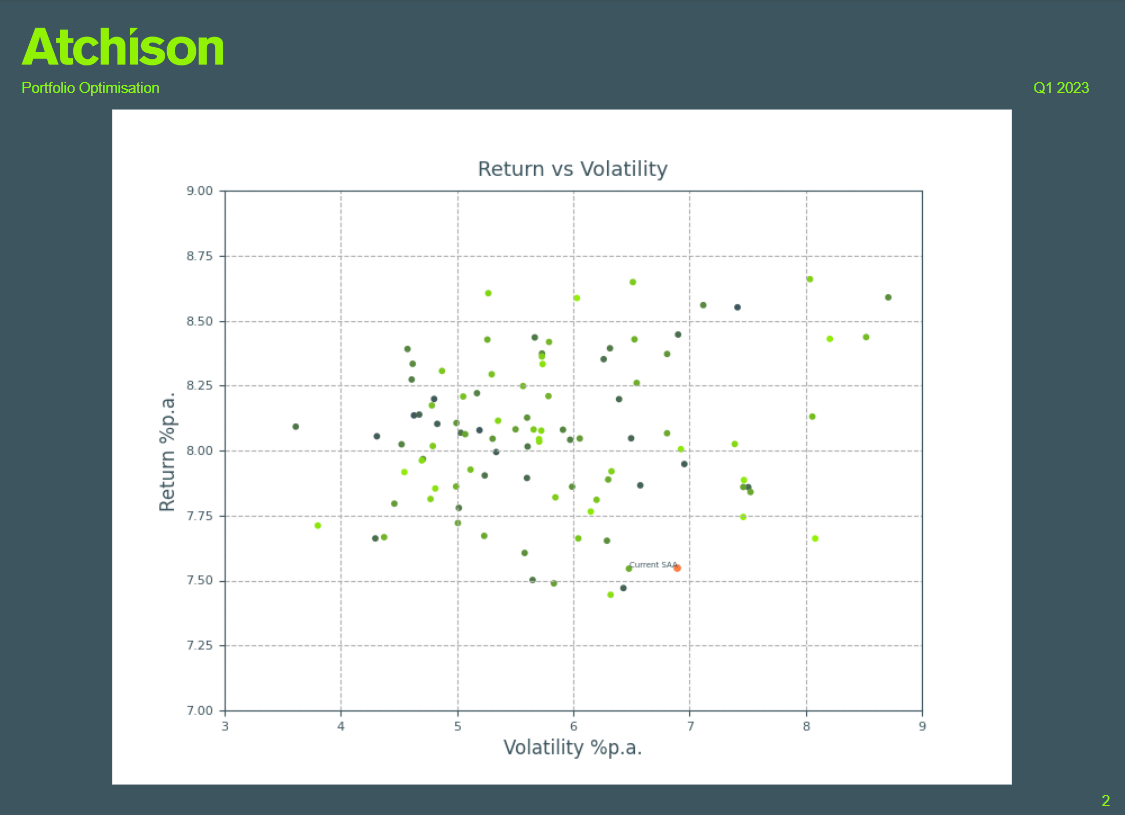 Atchison
Portfolio Optimisation
Q1 2023
Return vs Volatility
9.00
8.75
8.50
8.25
8.00
7.75
7.50
7.25
7.00
Return %p.a.
Current SAA
3 4 5 6 7 8 9
Volatility %p.a.
2